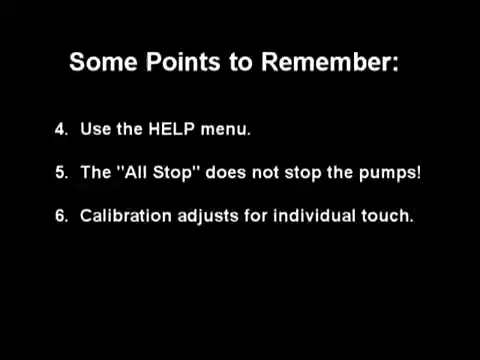 Some Points to Remember:
4. Use the HELP menu.
5. The "All Stop" does not stop the pumps!
6. Calibration adjusts for individual touch.